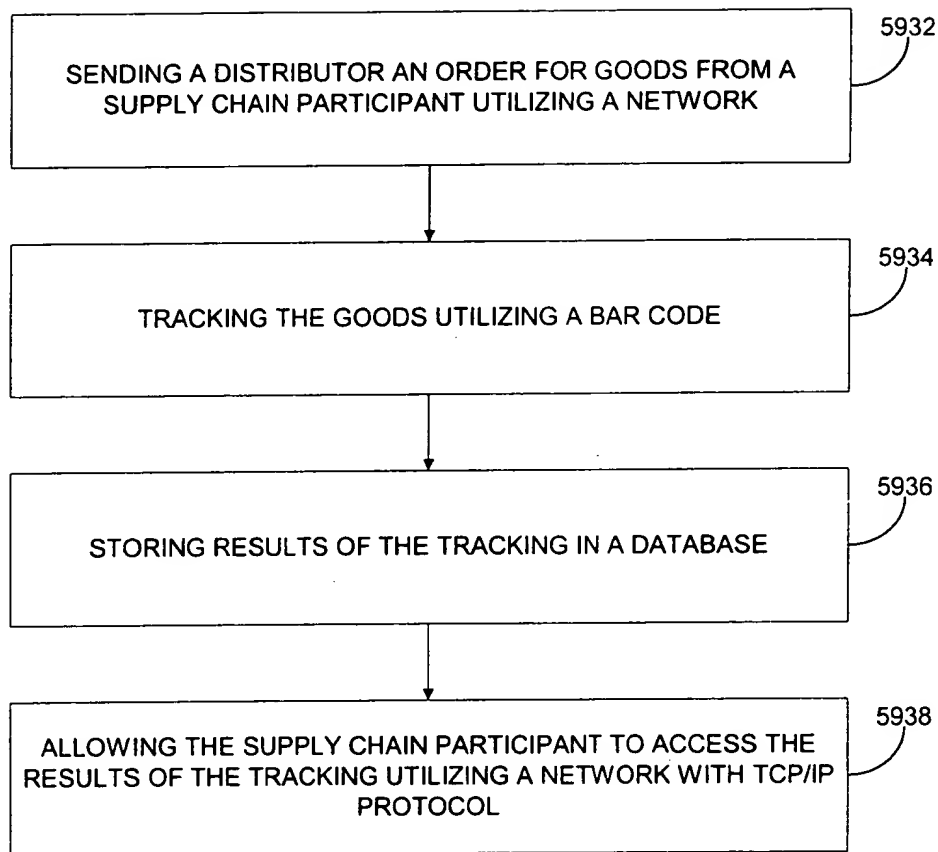 5932
SENDING A DISTRIBUTOR AN ORDER FOR GOODS FROM A
SUPPLY CHAIN PARTICIPANT UTILIZING A NETWORK
5934
TRACKING THE GOODS UTILIZING A BAR CODE
5936
STORING RESULTS OF THE TRACKING IN A DATABASE
5938
ALLOWING THE SUPPLY CHAIN PARTICIPANT TO ACCESS THE
RESULTS OF THE TRACKING UTILIZING A NETWORK WITH TCP/IP
PROTOCOL